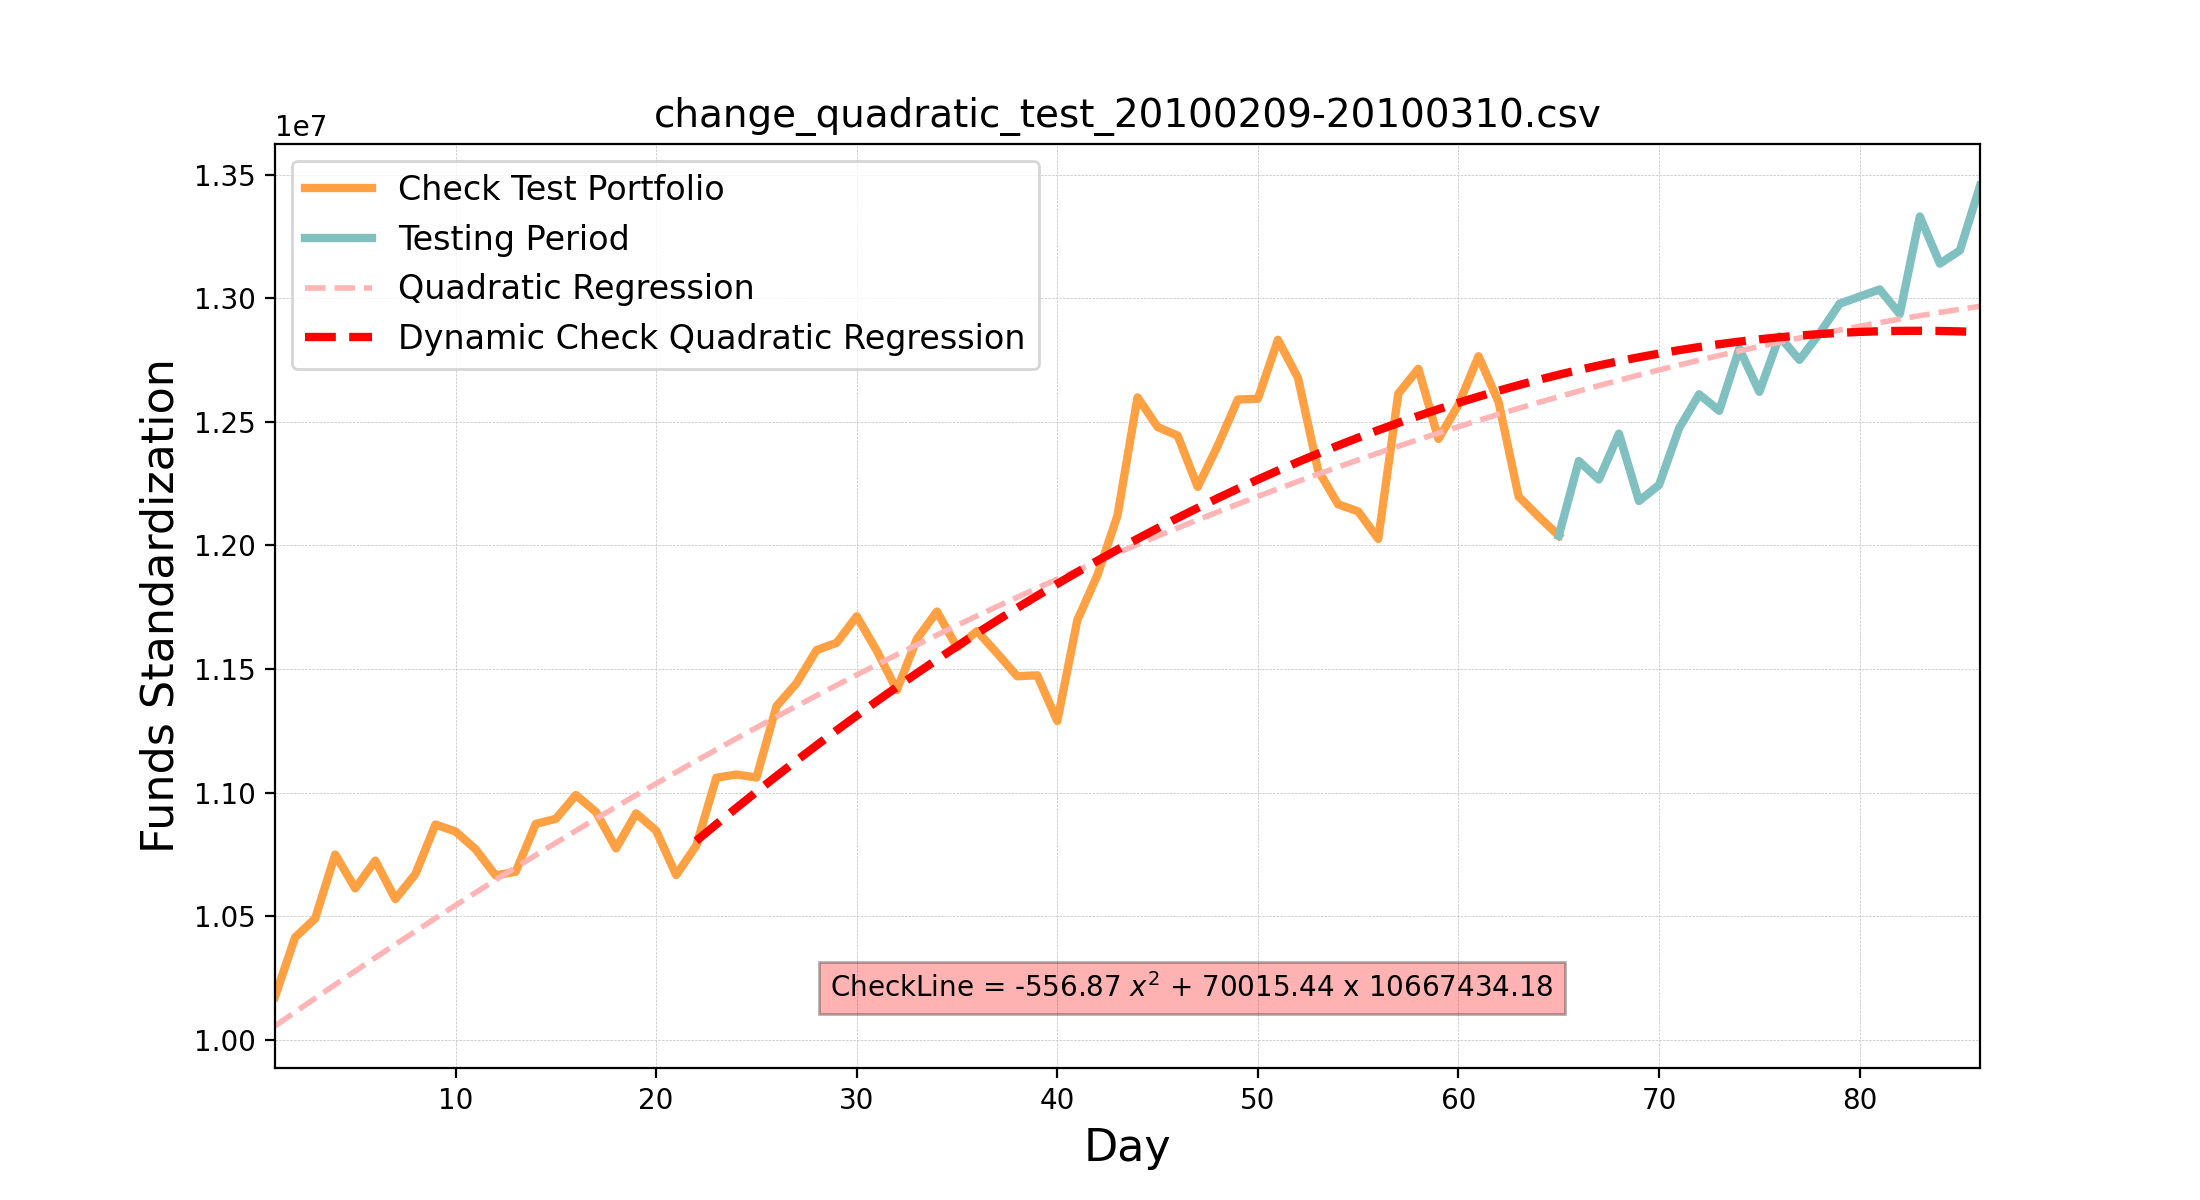 change_quadratic_test_20100209-20100310.csv
1e7
1.35
1.30
1.25
1.20
1.15
1.10
1.05
1.00
Funds Standardization
Check Test Portfolio
Testing Period
Quadratic Regression
Dynamic Check Quadratic Regression
CheckLine = -556.87 x² + 70015.44 x 10667434.18
10 20 30 40 50 60 70 80
Day